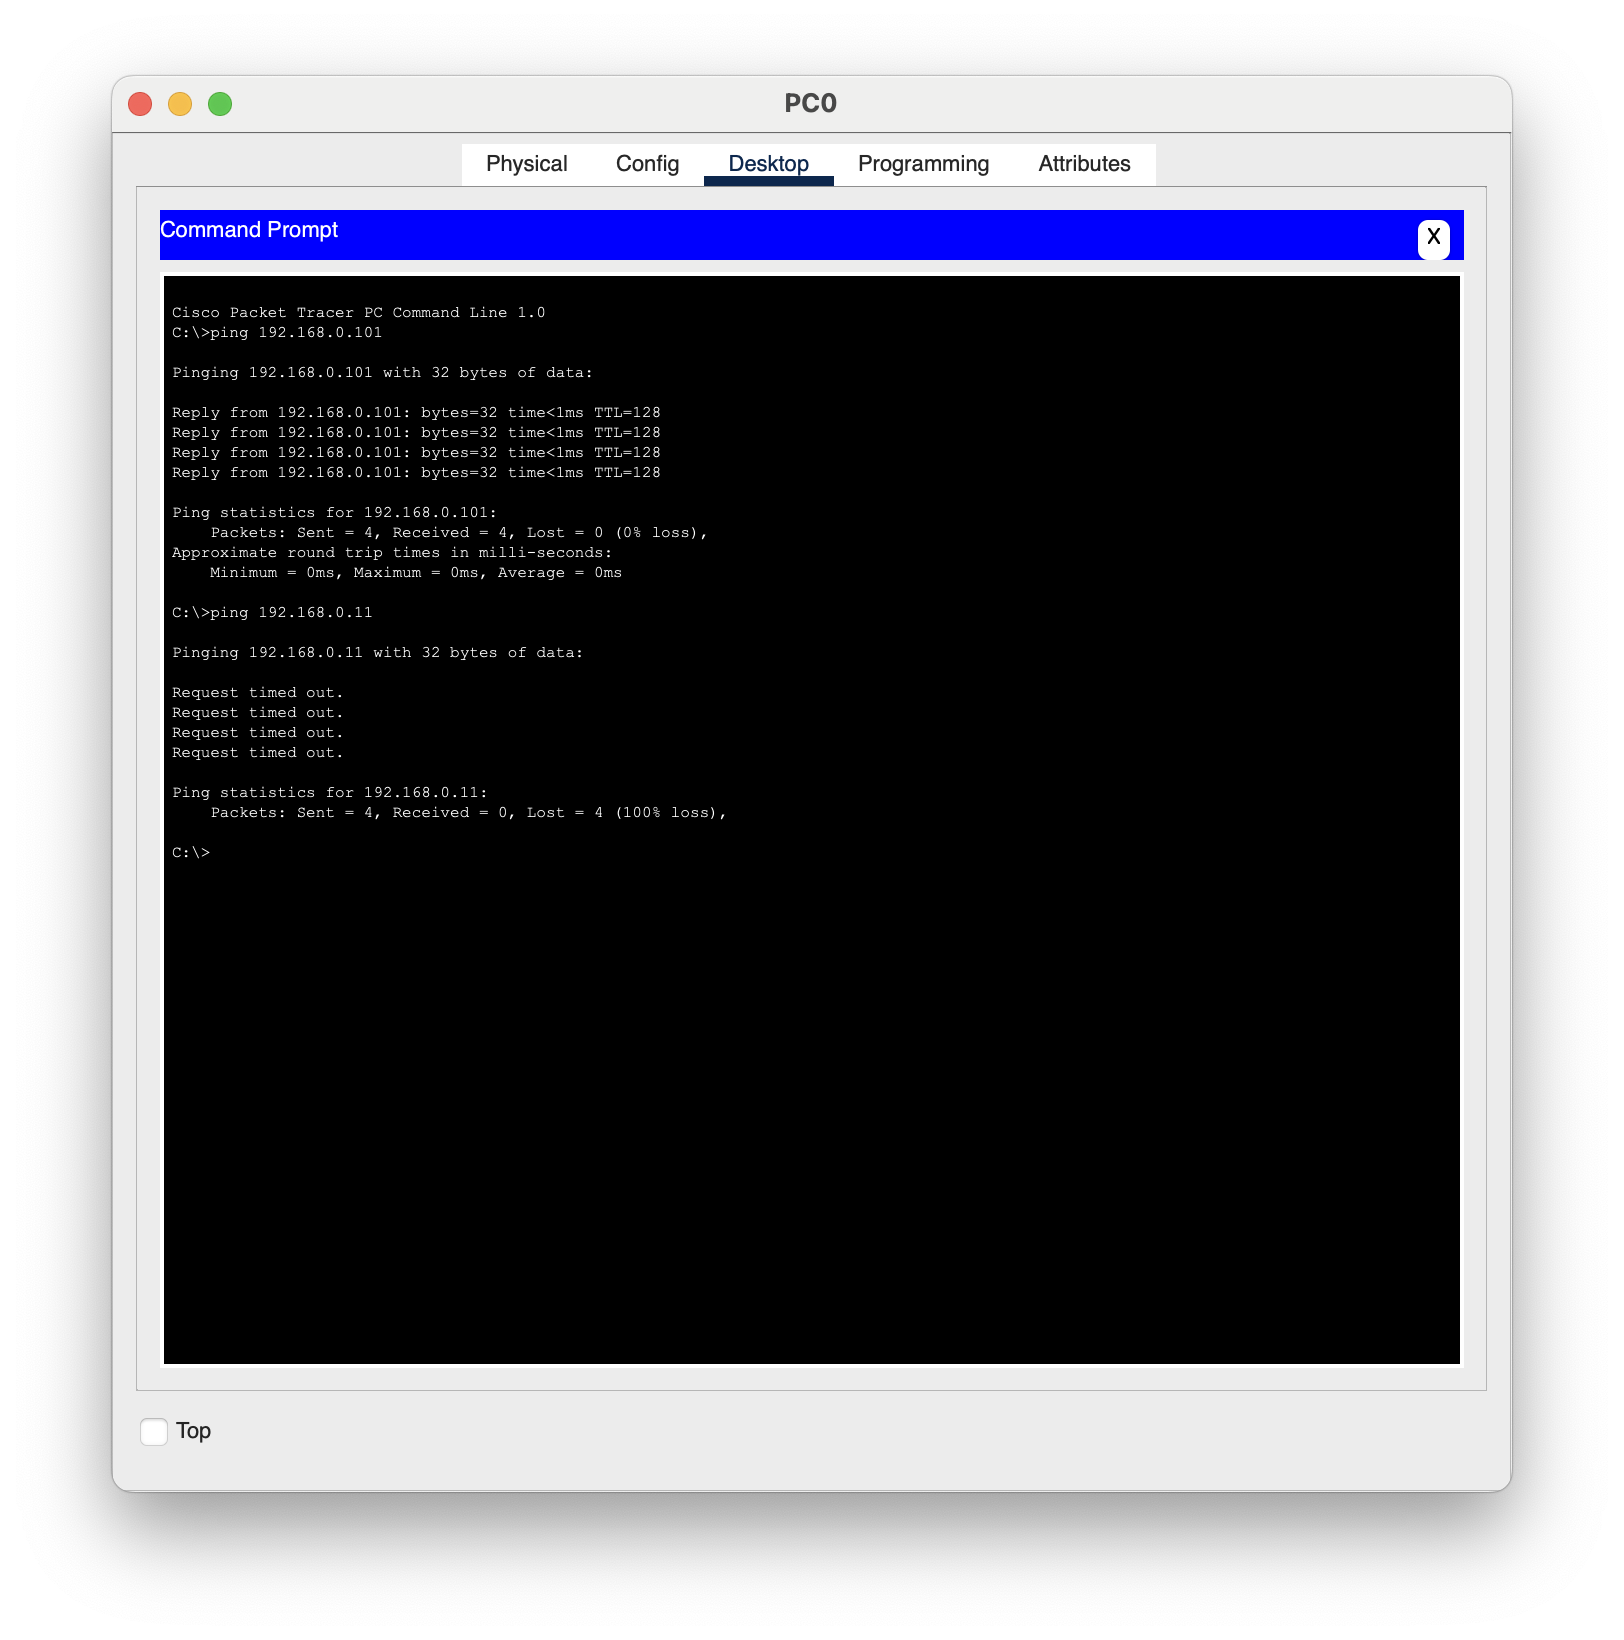 PC0
Physical Config Desktop Programming Attributes
Command Prompt
X
Cisco Packet Tracer PC Command Line 1.0
C:\>ping 192.168.0.101
Pinging 192.168.0.101 with 32 bytes of data:
Reply from 192.168.0.101: bytes=32 time<1ms TTL=128
Reply from 192.168.0.101: bytes=32 time<1ms TTL=128
Reply from 192.168.0.101: bytes=32 time<1ms TTL=128
Reply from 192.168.0.101: bytes=32 time<1ms TTL=128
Ping statistics for 192.168.0.101:
    Packets: Sent = 4, Received = 4, Lost = 0 (0% loss),
Approximate round trip times in milli-seconds:
    Minimum = 0ms, Maximum = 0ms, Average = 0ms
C:\>ping 192.168.0.11
Pinging 192.168.0.11 with 32 bytes of data:
Request timed out.
Request timed out.
Request timed out.
Request timed out.
Ping statistics for 192.168.0.11:
    Packets: Sent = 4, Received = 0, Lost = 4 (100% loss),
C:\>
Top